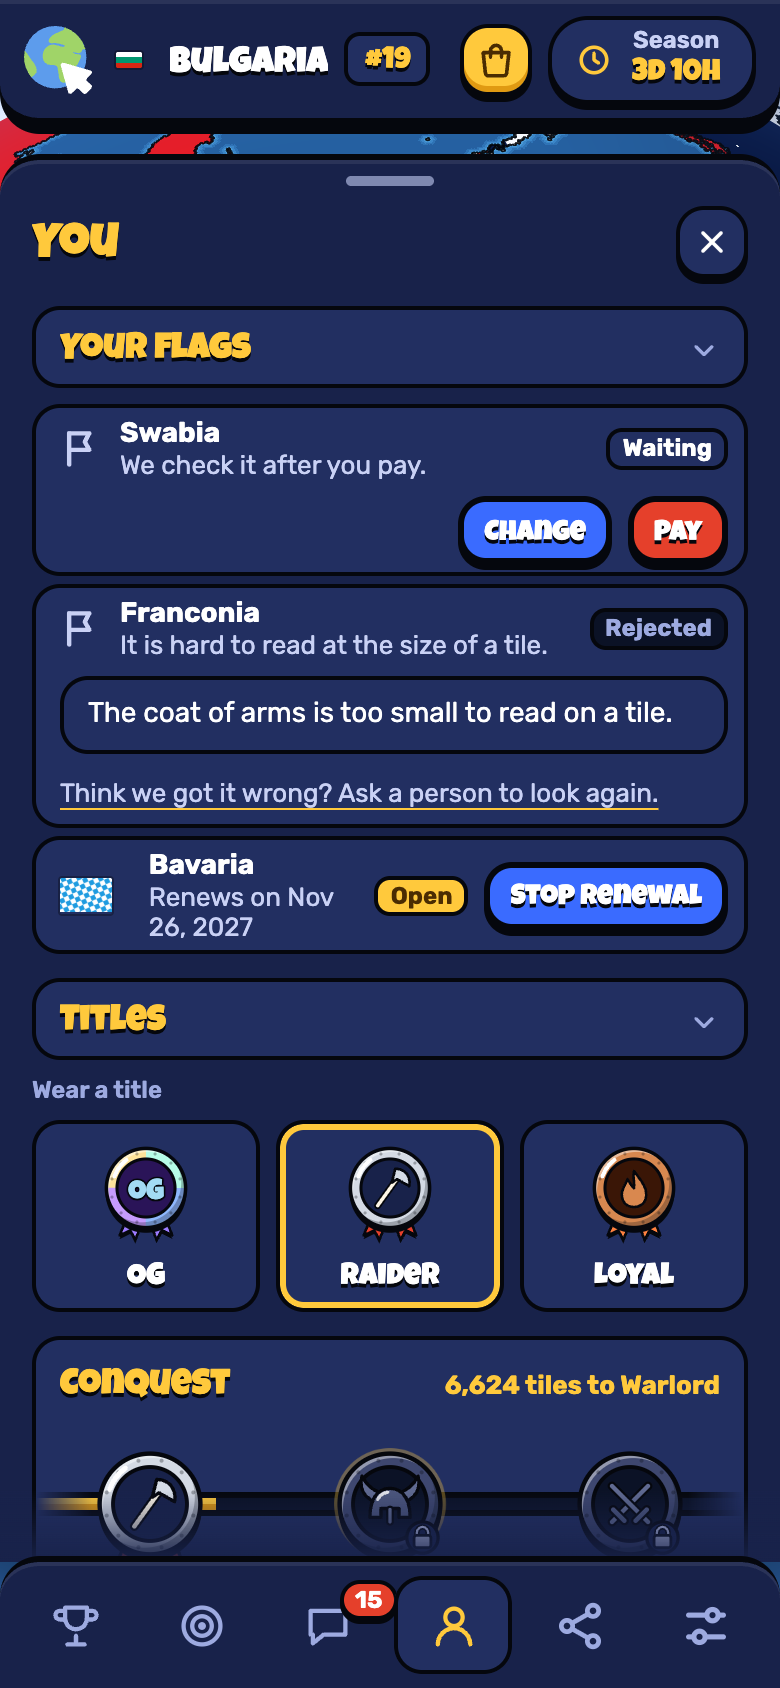 BULGARIA
#19
Season
3D 10H
YOU
YOUR FLAGS
Swabia
We check it after you pay.
Waiting
CHANGE
PAY
Franconia
It is hard to read at the size of a tile.
Rejected
The coat of arms is too small to read on a tile.
Think we got it wrong? Ask a person to look again.
Bavaria
Renews on Nov
26, 2027
Open
STOP RENEWAL
TITLES
Wear a title
OG
OG
RAIDER
LOYAL
CONQUEST
6,624 tiles to Warlord
15